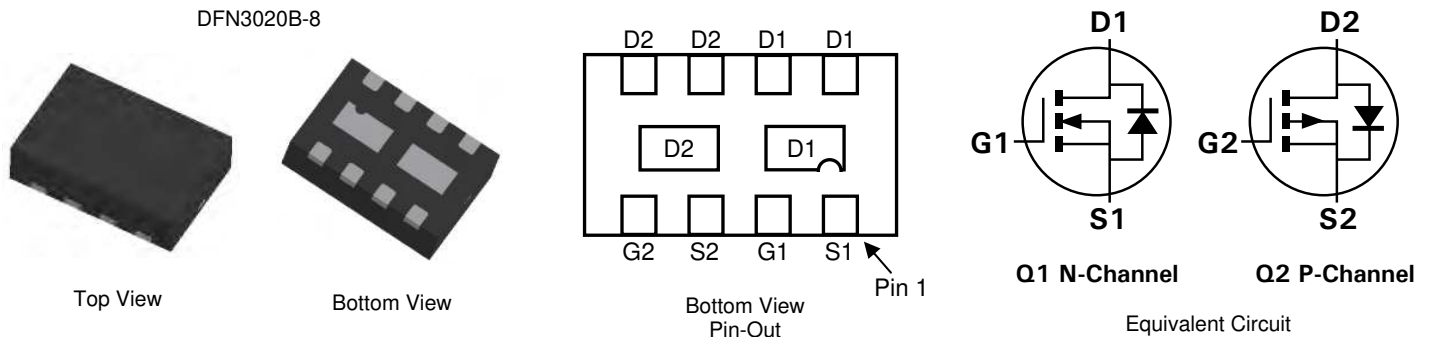 DFN3020B-8
Top View
Bottom View
D2 D2 D1 D1
D2 D1
G2 S2 G1 S1
Pin 1
Bottom View
Pin-Out
D1 D2
G1 G2
S1 S2
Q1 N-Channel Q2 P-Channel
Equivalent Circuit